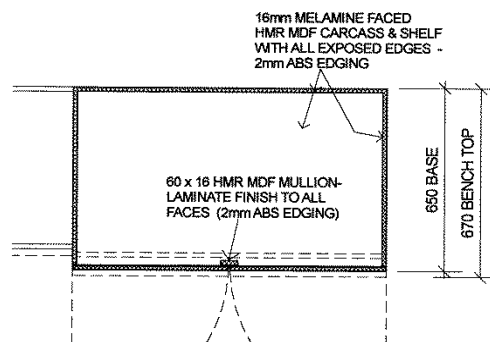 16mm MELAMINE FACED
HMR MDF CARCASS & SHELF
WITH ALL EXPOSED EDGES -
2mm ABS EDGING
60 x 16 HMR MDF MULLION-
LAMINATE FINISH TO ALL
FACES (2mm ABS EDGING)
650 BASE
670 BENCH TOP